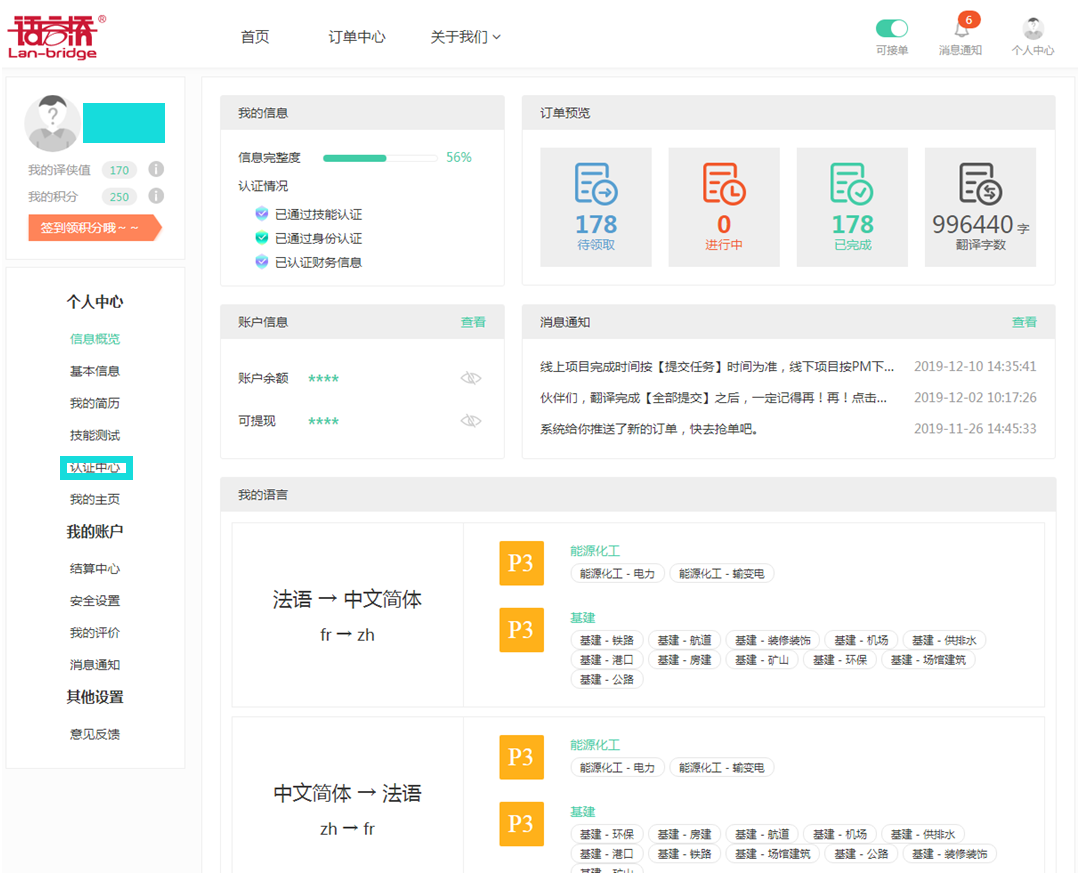 语言桥®
Lan-bridge
首页 订单中心 关于我们
可接单
6
消息通知
个人中心
?
我的译侠值 170
我的积分 250
签到领积分哦~ ~
个人中心
信息概览
基本信息
我的简历
技能测试
认证中心
我的主页
我的账户
结算中心
安全设置
我的评价
消息通知
其他设置
意见反馈
我的信息
信息完整度 56%
认证情况
已通过技能认证
已通过身份认证
已认证财务信息
订单预览
178
待领取
0
进行中
178
已完成
996440 字
翻译字数
账户信息 查看
账户余额 ****
可提现 ****
消息通知 查看
线上项目完成时间按【提交任务】时间为准，线下项目按PM下... 2019-12-10 14:35:41
伙伴们，翻译完成【全部提交】之后，一定记得再！再！点击... 2019-12-02 10:17:26
系统给你推送了新的订单，快去抢单吧。 2019-11-26 14:45:33
我的语言
法语 → 中文简体
fr → zh
P3
能源化工
能源化工 - 电力 能源化工 - 输变电
P3
基建
基建 - 铁路 基建 - 航道 基建 - 装修装饰 基建 - 机场 基建 - 供排水
基建 - 港口 基建 - 房建 基建 - 矿山 基建 - 环保 基建 - 场馆建筑
基建 - 公路
中文简体 → 法语
zh → fr
P3
能源化工
能源化工 - 电力 能源化工 - 输变电
P3
基建
基建 - 环保 基建 - 房建 基建 - 航道 基建 - 机场 基建 - 供排水
基建 - 港口 基建 - 铁路 基建 - 场馆建筑 基建 - 公路 基建 - 装修装饰
基建 - 矿山